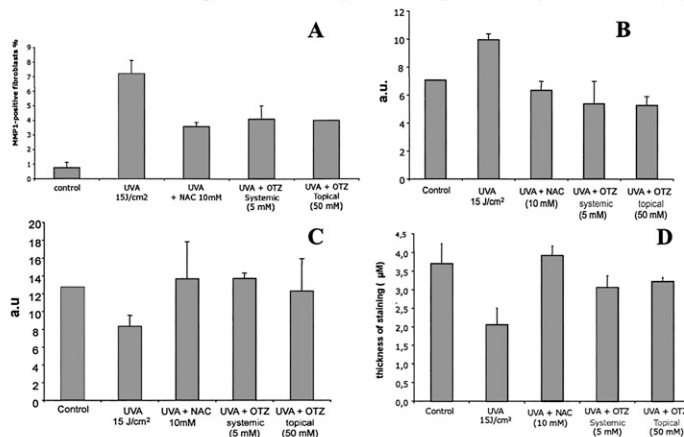 A
MMP1-positive fibroblasts %
9
8
7
6
5
4
3
2
1
0
control
UVA
15J/cm2
UVA
+ NAC 10mM
UVA + OTZ
Systemic
(5 mM)
UVA + OTZ
Topical
(50 mM)
B
a.u.
12
10
8
6
4
2
0
Control
UVA
15 J/cm²
UVA + NAC
(10 mM)
UVA + OTZ
systemic
(5 mM)
UVA + OTZ
topical
(50 mM)
C
a.u
20
18
16
14
12
10
8
6
4
2
0
Control
UVA
15 J/cm²
UVA + NAC
10mM
UVA + OTZ
systemic
(5 mM)
UVA + OTZ
topical
(50 mM)
D
thickness of staining ( µM)
4,5
4,0
3,5
3,0
2,5
2,0
1,5
1,0
0,5
0,0
Control
UVA
15J/cm²
UVA + NAC
(10 mM)
UVA + OTZ
Systemic
(5 mM)
UVA + OTZ
Topical
(50 mM)